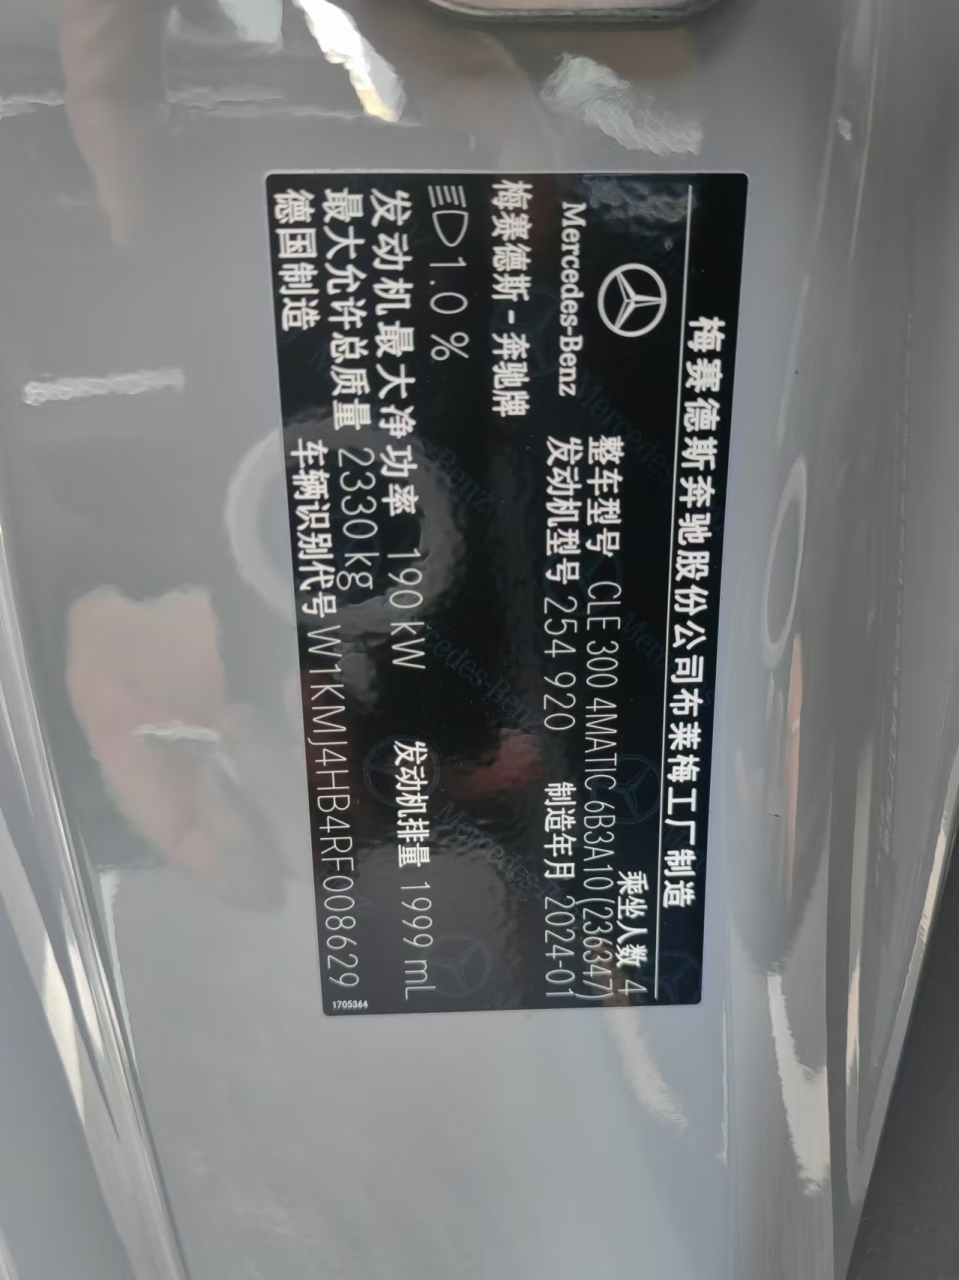 梅赛德斯奔驰股份公司布莱梅工厂制造
乘坐人数 4
Mercedes-Benz
整车型号 CLE 300 4MATIC 6B3A10 (236347)
发动机型号 254 920 制造年月 2024-01
梅赛德斯-奔驰牌
1.0 %
发动机最大净功率 190 kW 发动机排量 1999 mL
最大允许总质量 2330 kg
德国制造 车辆识别代号 W1KMJ4HB4RF008629
1705364